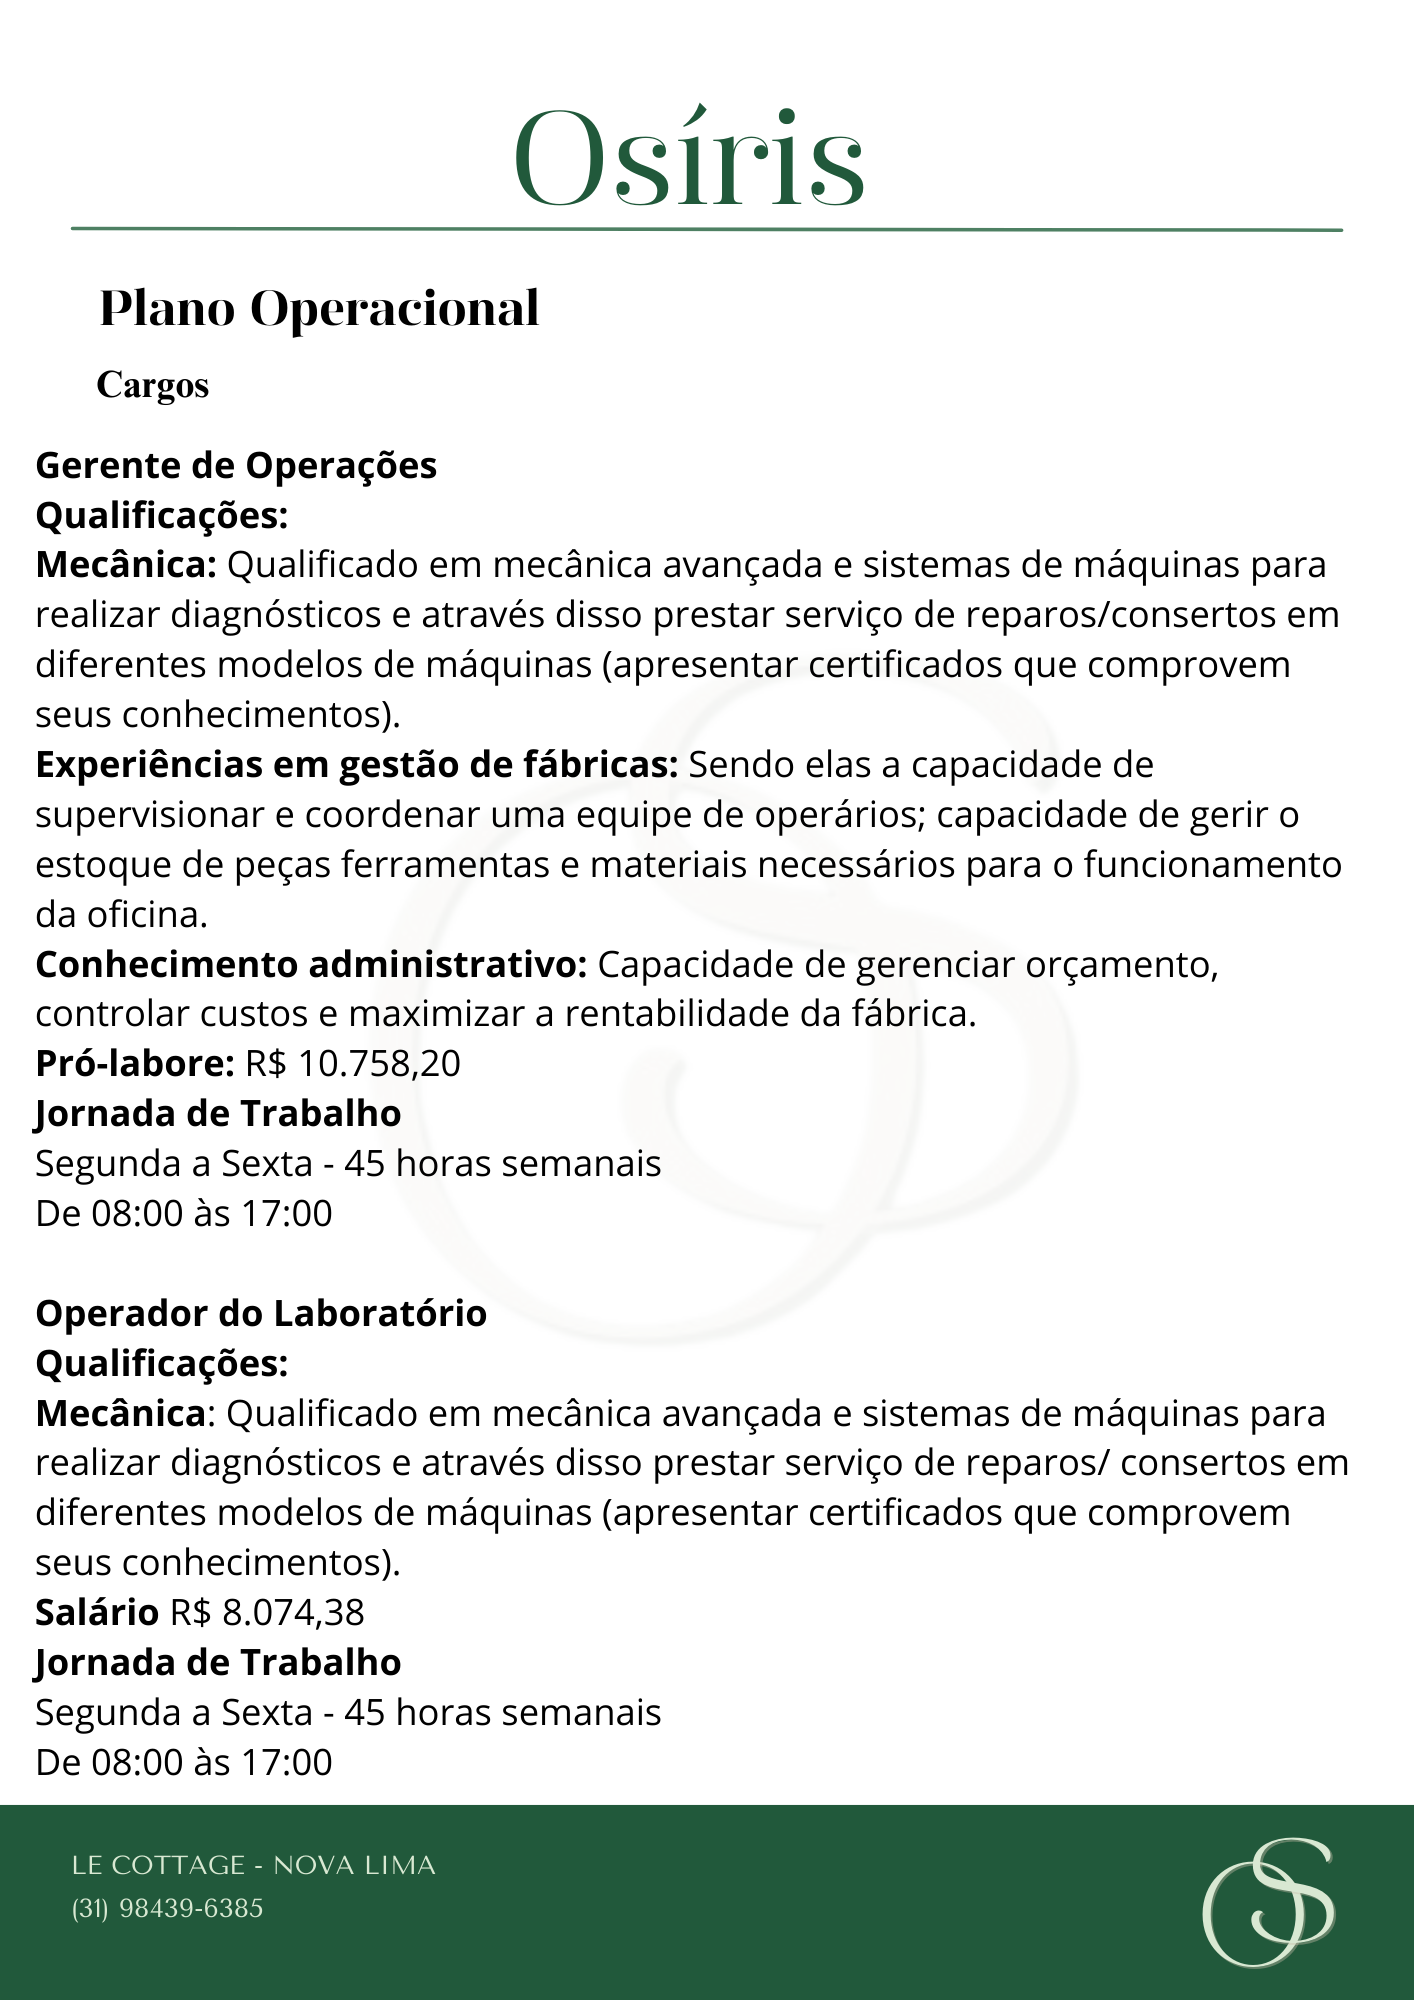 Osíris
Plano Operacional
Cargos
Gerente de Operações
Qualificações:
Mecânica: Qualificado em mecânica avançada e sistemas de máquinas para
realizar diagnósticos e através disso prestar serviço de reparos/consertos em
diferentes modelos de máquinas (apresentar certificados que comprovem
seus conhecimentos).
Experiências em gestão de fábricas: Sendo elas a capacidade de
supervisionar e coordenar uma equipe de operários; capacidade de gerir o
estoque de peças ferramentas e materiais necessários para o funcionamento
da oficina.
Conhecimento administrativo: Capacidade de gerenciar orçamento,
controlar custos e maximizar a rentabilidade da fábrica.
Pró-labore: R$ 10.758,20
Jornada de Trabalho
Segunda a Sexta - 45 horas semanais
De 08:00 às 17:00
Operador do Laboratório
Qualificações:
Mecânica: Qualificado em mecânica avançada e sistemas de máquinas para
realizar diagnósticos e através disso prestar serviço de reparos/ consertos em
diferentes modelos de máquinas (apresentar certificados que comprovem
seus conhecimentos).
Salário R$ 8.074,38
Jornada de Trabalho
Segunda a Sexta - 45 horas semanais
De 08:00 às 17:00
LE COTTAGE - NOVA LIMA
(31) 98439-6385
OS